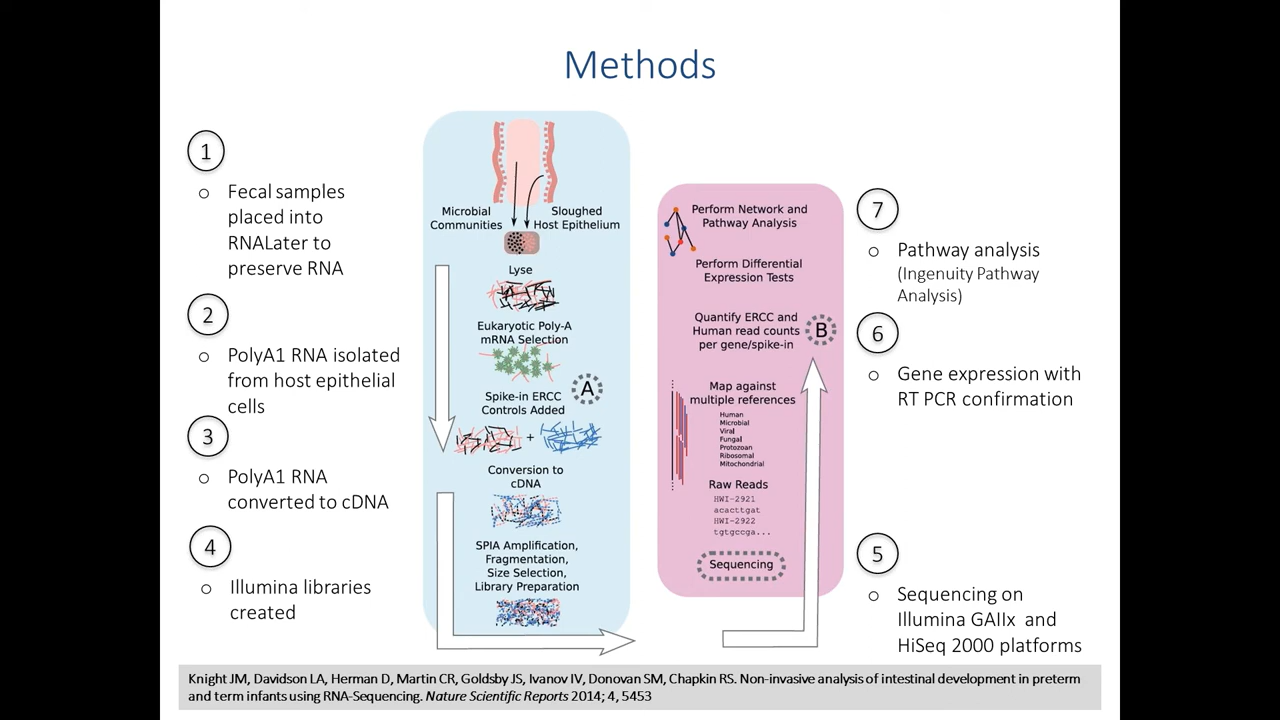 Methods
1
o Fecal samples
placed into
RNALater to
preserve RNA
2
o PolyA1 RNA isolated
from host epithelial
cells
3
o PolyA1 RNA
converted to cDNA
4
o Illumina libraries
created
Microbial
Communities
Sloughed
Host Epithelium
Lyse
Eukaryotic Poly-A
mRNA Selection
A
Spike-in ERCC
Controls Added
+
Conversion to
cDNA
SPIA Amplification,
Fragmentation,
Size Selection,
Library Preparation
Perform Network and
Pathway Analysis
Perform Differential
Expression Tests
Quantify ERCC and
Human read counts
per gene/spike-in
B
Map against
multiple references
Human
Microbial
Viral
Fungal
Protozoan
Ribosomal
Mitochondrial
Raw Reads
HWI-2921
acacttgat
HWI-2922
tgtgccga...
Sequencing
7
o Pathway analysis
(Ingenuity Pathway
Analysis)
6
o Gene expression with
RT PCR confirmation
5
o Sequencing on
Illumina GAIIx and
HiSeq 2000 platforms
Knight JM, Davidson LA, Herman D, Martin CR, Goldsby JS, Ivanov IV, Donovan SM, Chapkin RS. Non-invasive analysis of intestinal development in preterm
and term infants using RNA-Sequencing. Nature Scientific Reports 2014; 4, 5453